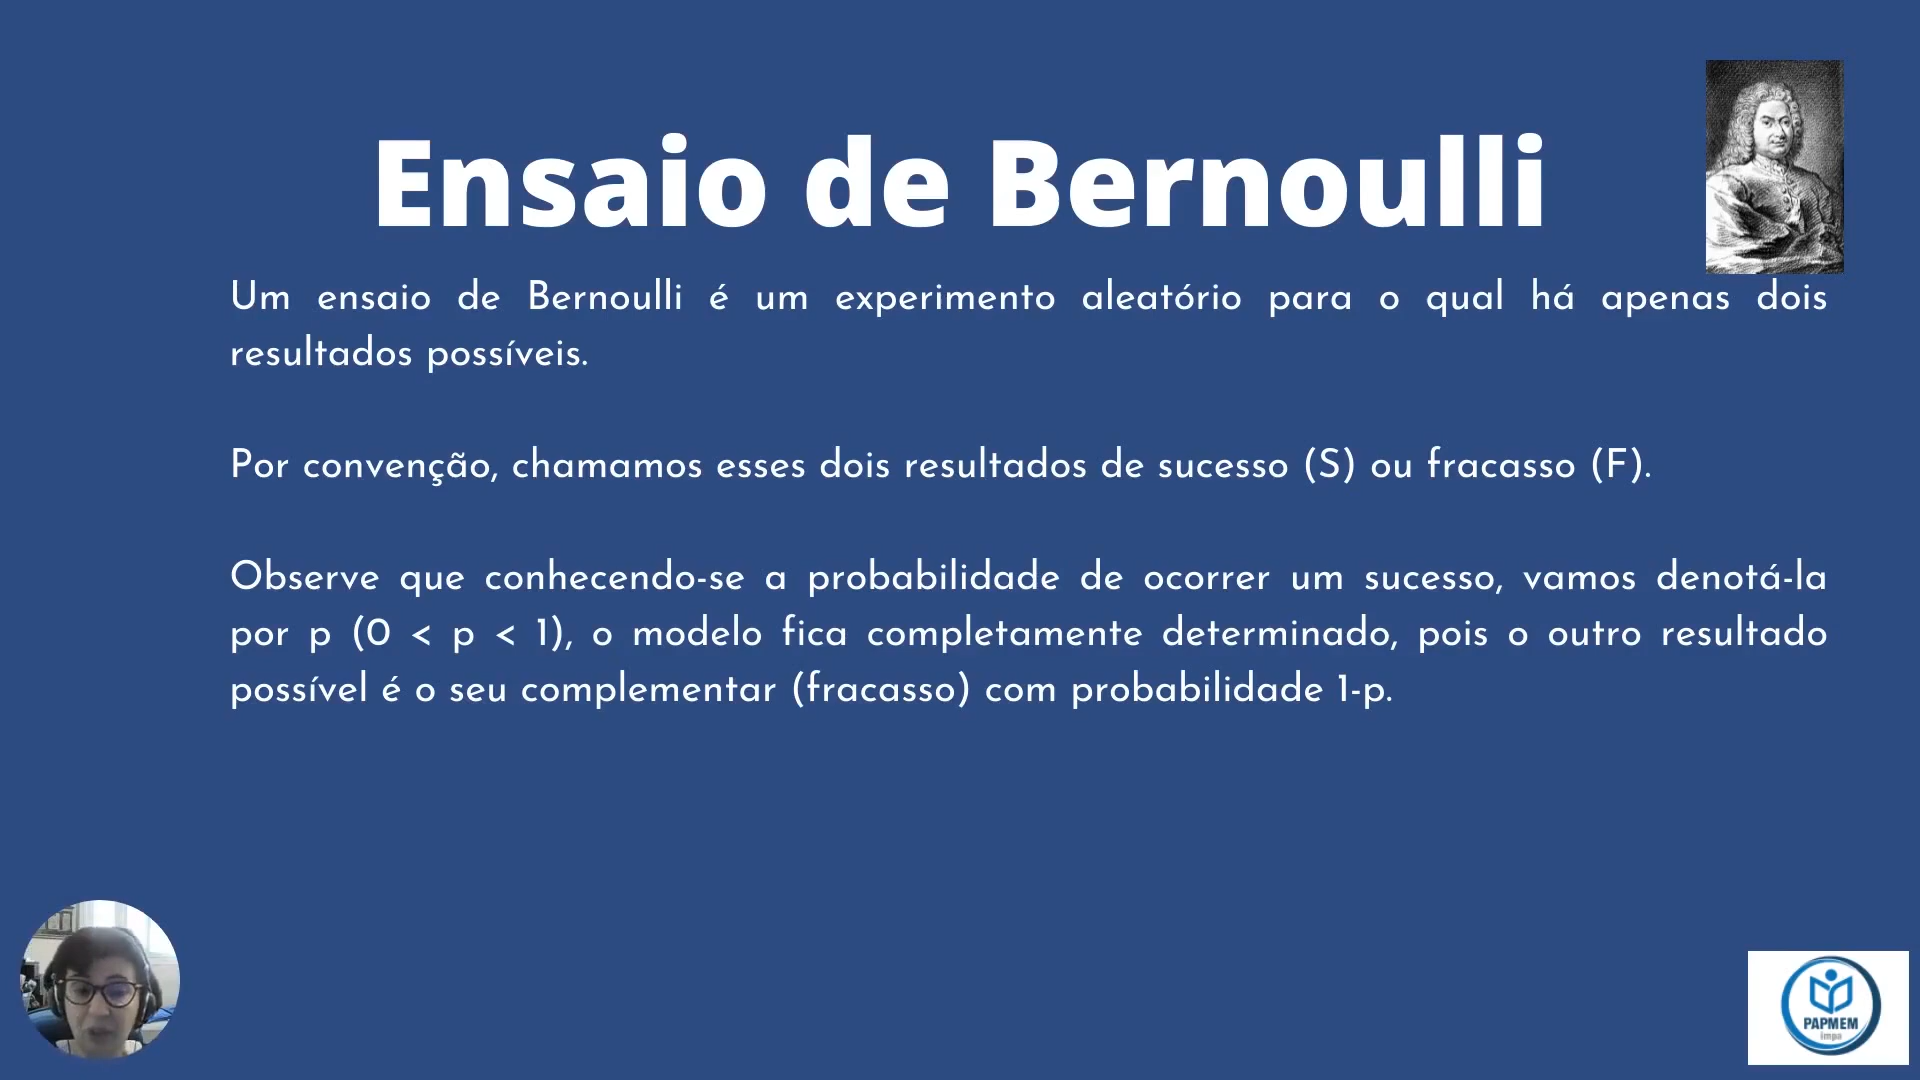 Ensaio de Bernoulli
Um ensaio de Bernoulli é um experimento aleatório para o qual há apenas dois
resultados possíveis.
Por convenção, chamamos esses dois resultados de sucesso (S) ou fracasso (F).
Observe que conhecendo-se a probabilidade de ocorrer um sucesso, vamos denotá-la
por p (0 < p < 1), o modelo fica completamente determinado, pois o outro resultado
possível é o seu complementar (fracasso) com probabilidade 1-p.
PAPMEM
impa